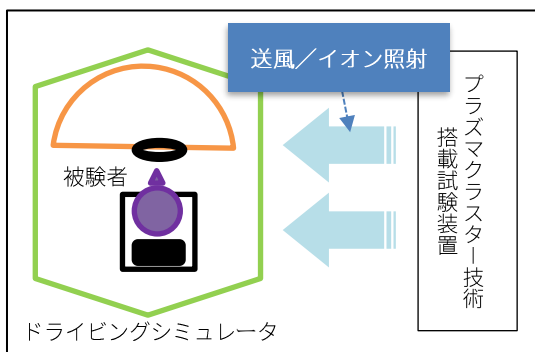 送風／イオン照射
被験者
プラズマクラスター技術
搭載試験装置
ドライビングシミュレータ